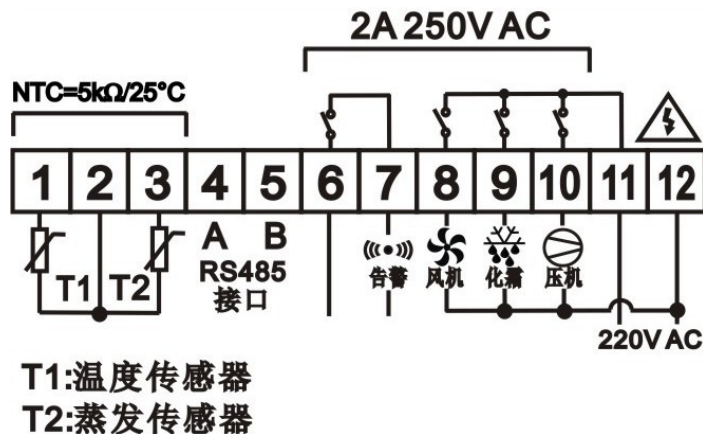 2A 250V AC
NTC=5kΩ/25°C
1 2 3 4 5 6 7 8 9 10 11 12
T1 T2 A B
RS485
接口
告警 风机 化霜 压机
220V AC
T1:温度传感器
T2:蒸发传感器